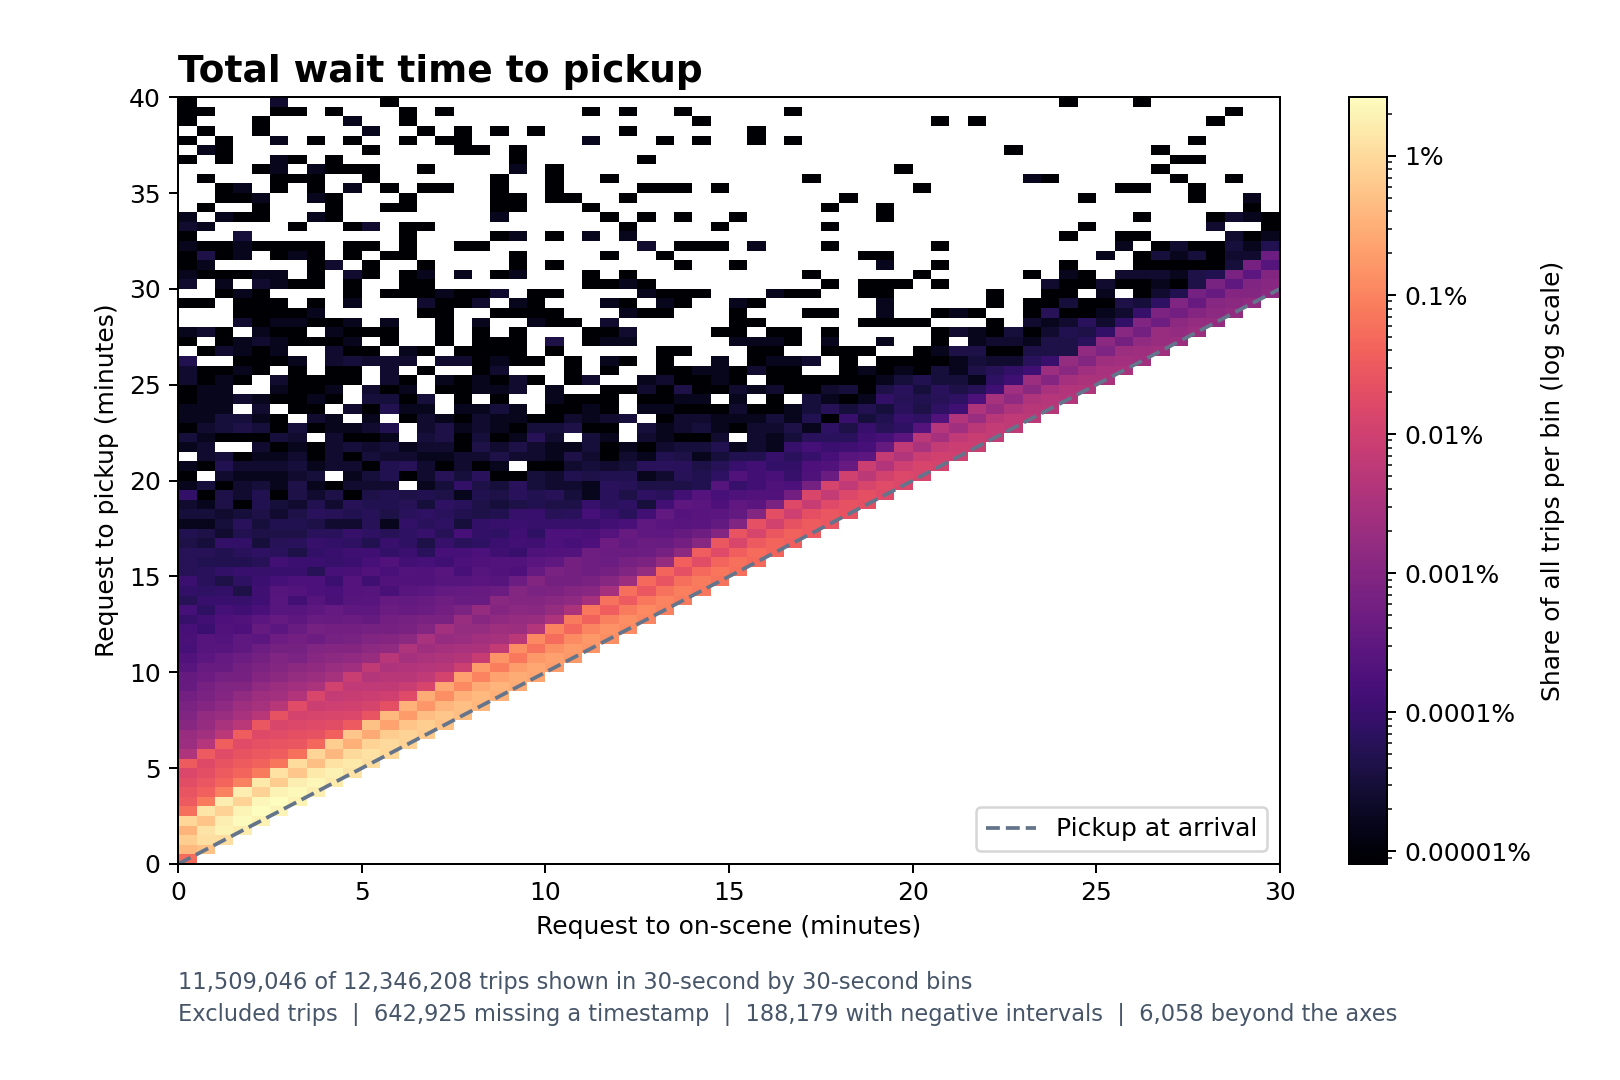 Total wait time to pickup
40
35
30
25
20
15
10
5
0
Request to pickup (minutes)
0 5 10 15 20 25 30
Request to on-scene (minutes)
Pickup at arrival
1%
0.1%
0.01%
0.001%
0.0001%
0.00001%
Share of all trips per bin (log scale)
11,509,046 of 12,346,208 trips shown in 30-second by 30-second bins
Excluded trips | 642,925 missing a timestamp | 188,179 with negative intervals | 6,058 beyond the axes